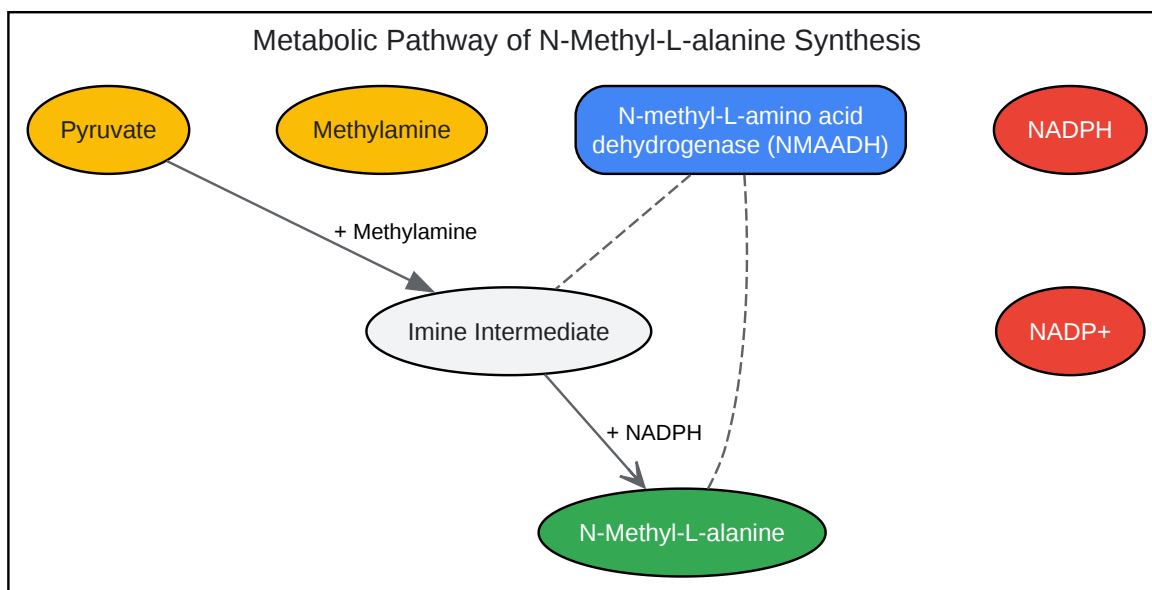 Metabolic Pathway of N-Methyl-L-alanine Synthesis
Pyruvate
Methylamine
N-methyl-L-amino acid
dehydrogenase (NMAADH)
NADPH
+ Methylamine
Imine Intermediate
NADP+
+ NADPH
N-Methyl-L-alanine